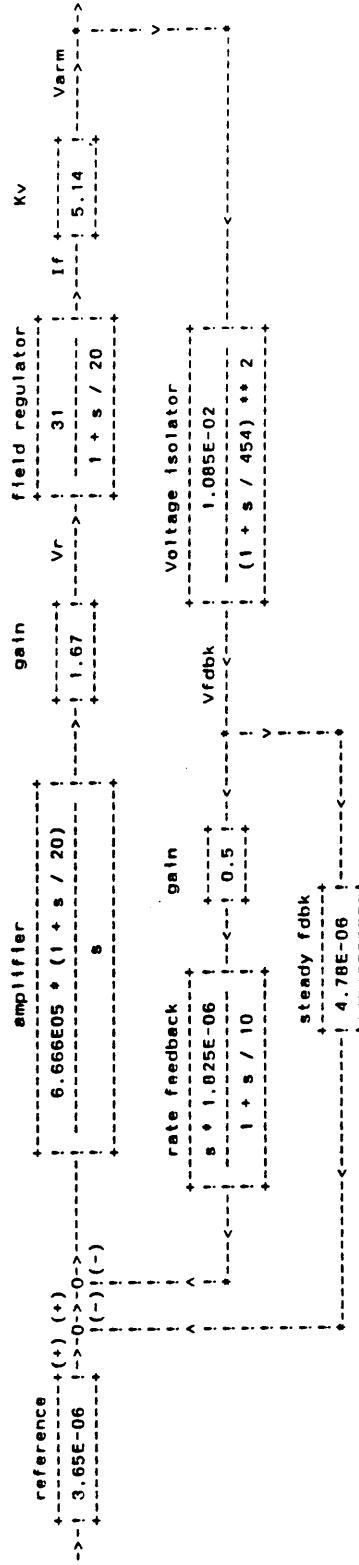 reference
3.65E-06
(+) (+)
(-)
(-)
amplifier
6.666E05 * (1 + s / 20)
s
gain
1.67
Vr
field regulator
31
1 + s / 20
If
Kv
5.14
Varm
rate feedback
s * 1.825E-06
1 + s / 10
gain
0.5
Vfdbk
Voltage isolator
1.085E-02
(1 + s / 454) ** 2
steady fdbk
4.78E-06